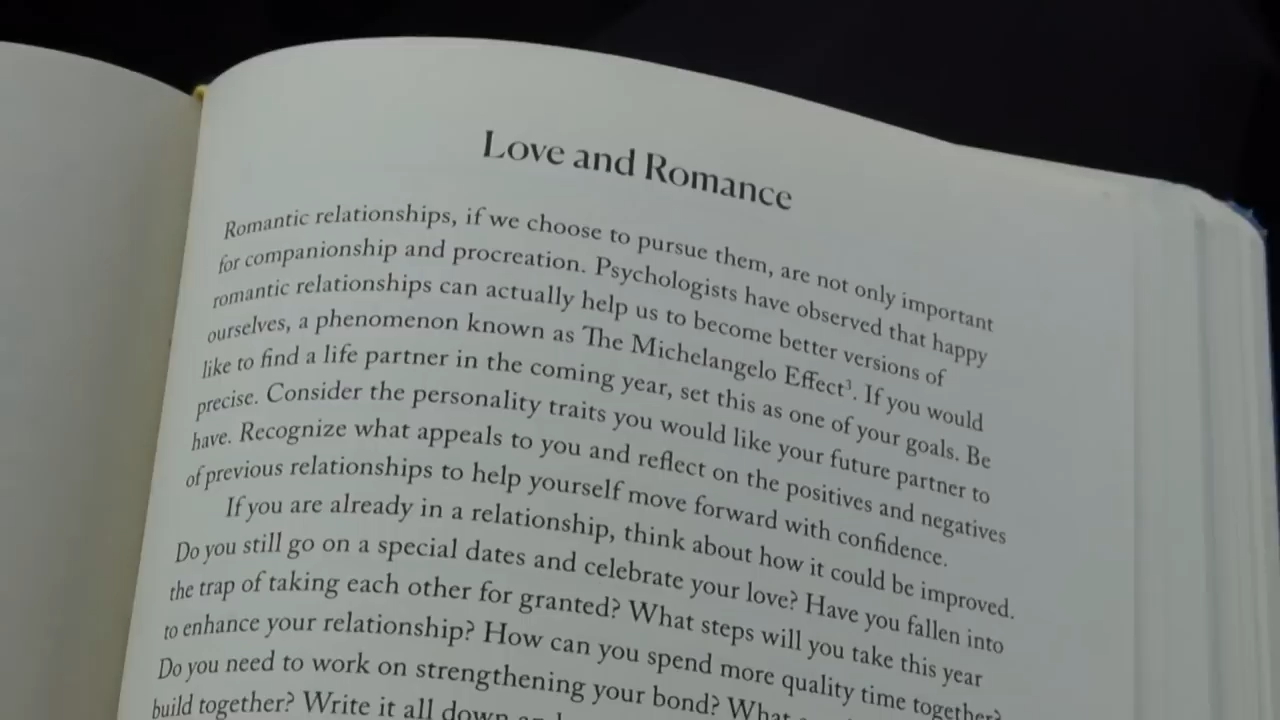 Love and Romance
Romantic relationships, if we choose to pursue them, are not only important
for companionship and procreation. Psychologists have observed that happy
romantic relationships can actually help us to become better versions of
ourselves, a phenomenon known as The Michelangelo Effect³. If you would
like to find a life partner in the coming year, set this as one of your goals. Be
precise. Consider the personality traits you would like your future partner to
have. Recognize what appeals to you and reflect on the positives and negatives
of previous relationships to help yourself move forward with confidence.
If you are already in a relationship, think about how it could be improved.
Do you still go on a special dates and celebrate your love? Have you fallen into
the trap of taking each other for granted? What steps will you take this year
to enhance your relationship? How can you spend more quality time together?
Do you need to work on strengthening your bond? What
build together? Write it all down